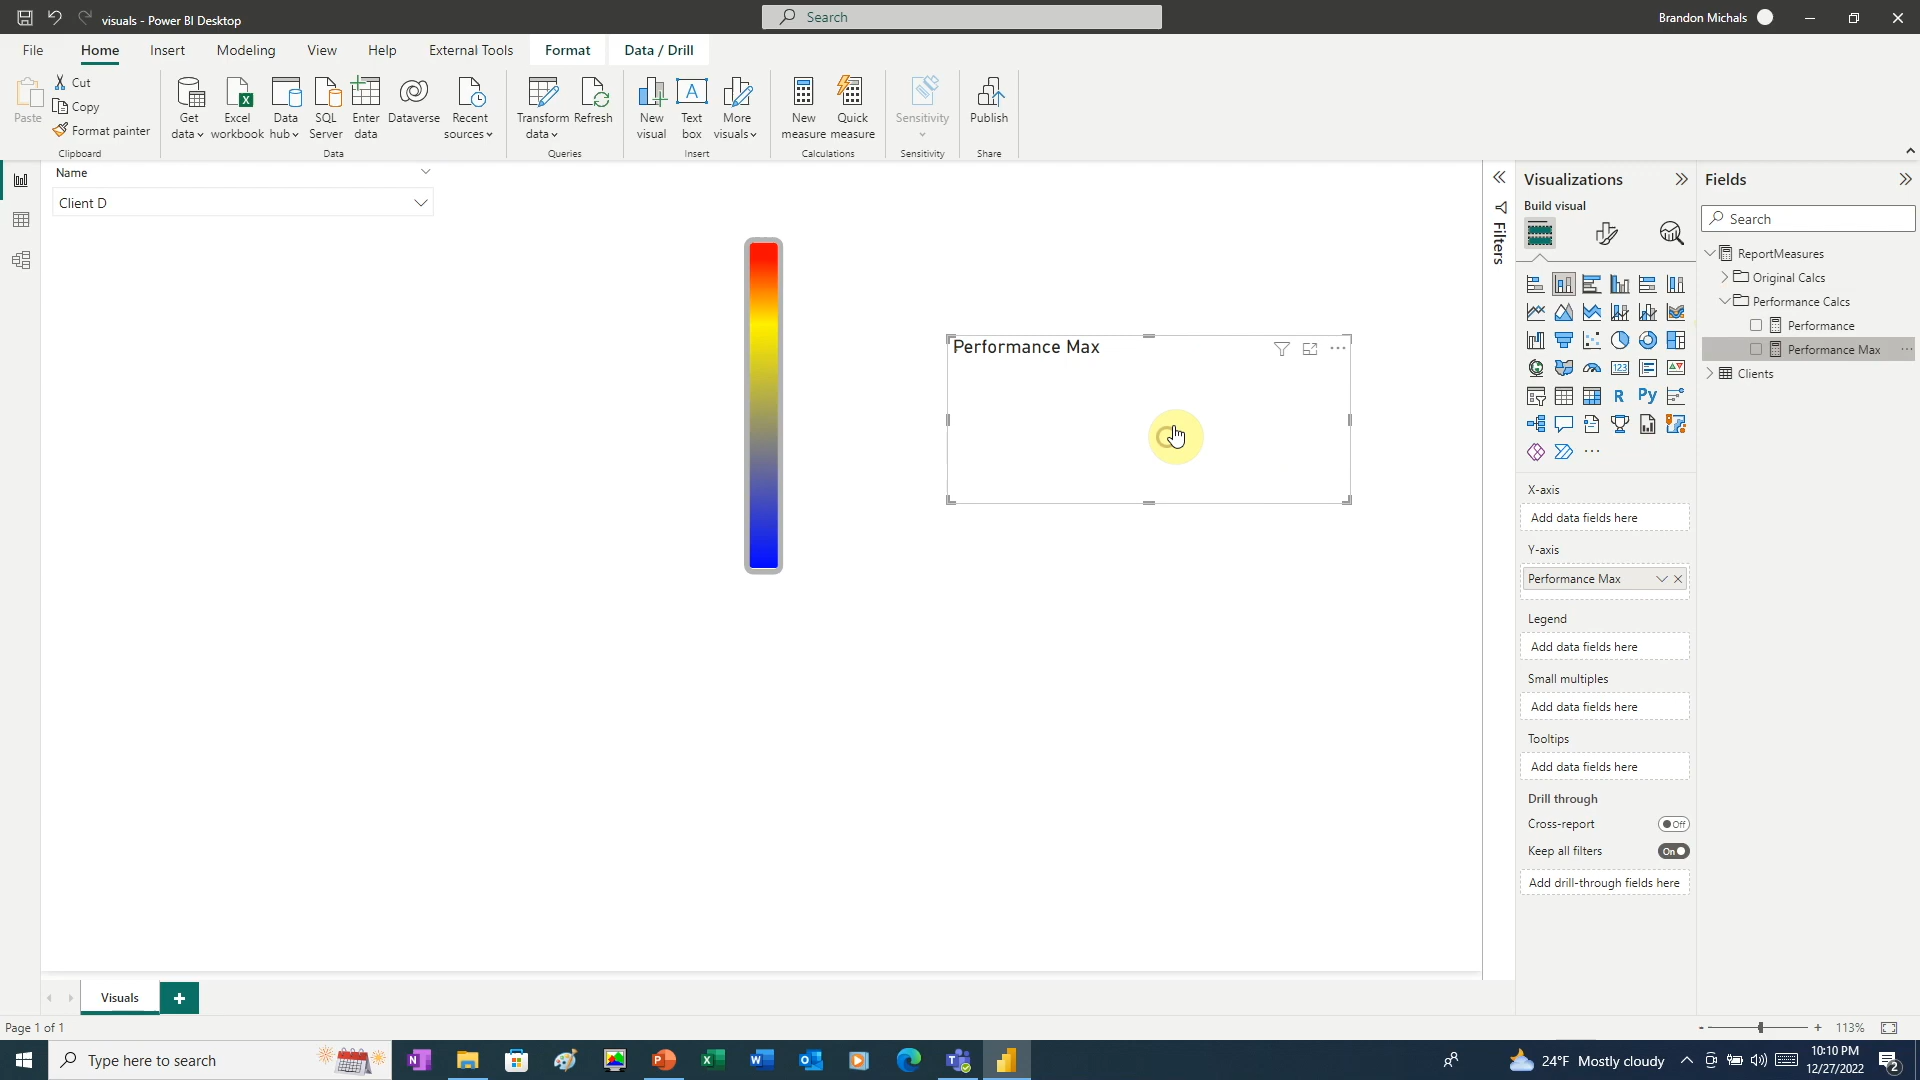 visuals - Power BI Desktop
Search
Brandon Michals
File Home Insert Modeling View Help External Tools Format Data / Drill
Paste
Cut
Copy
Format painter
Clipboard
Get data
Excel workbook
Data hub
SQL Server
Enter data
Dataverse
Recent sources
Data
Transform data
Refresh
Queries
New visual
Text box
More visuals
Insert
New measure
Quick measure
Calculations
Sensitivity
Sensitivity
Publish
Share
Name
Client D
Performance Max
Filters
Visualizations
Build visual
123
R
Py
X-axis
Add data fields here
Y-axis
Performance Max
Legend
Add data fields here
Small multiples
Add data fields here
Tooltips
Add data fields here
Drill through
Cross-report Off
Keep all filters On
Add drill-through fields here
Fields
Search
ReportMeasures
Original Calcs
Performance Calcs
Performance
Performance Max
Clients
Visuals
Page 1 of 1
113%
Type here to search
24°F Mostly cloudy
10:10 PM
12/27/2022
2